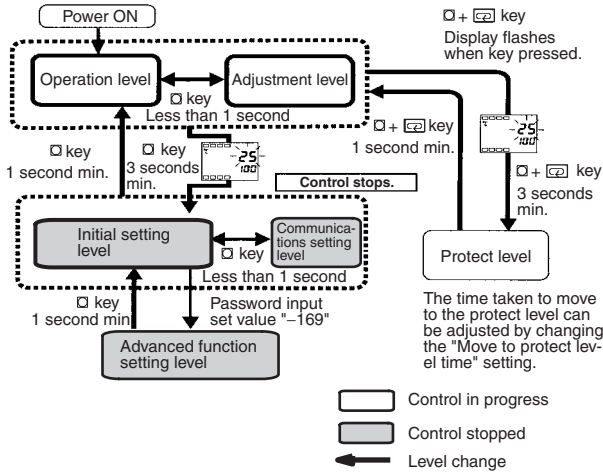 Power ON
Operation level
Adjustment level
key
Less than 1 second
+ key
Display flashes
when key pressed.
key
1 second min.
key
3 seconds
min.
25
100
+ key
1 second min.
25
100
+ key
3 seconds
min.
Control stops.
Initial setting
level
Communica-
tions setting
level
key
Less than 1 second
Protect level
key
1 second min
Password input
set value "–169"
Advanced function
setting level
The time taken to move
to the protect level can
be adjusted by changing
the "Move to protect lev-
el time" setting.
Control in progress
Control stopped
Level change